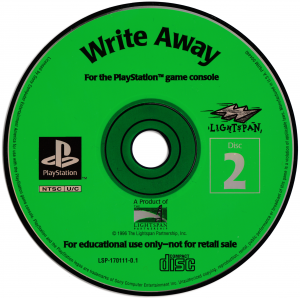 Write Away
For the PlayStation™ game console
LIGHTSPAN
PlayStation
NTSC U/C
Disc
2
A Product of
LIGHTSPAN
© 1996 The Lightspan Partnership, Inc.
For educational use only–not for retail sale
LSP-170111-0.1
COMPACT
disc